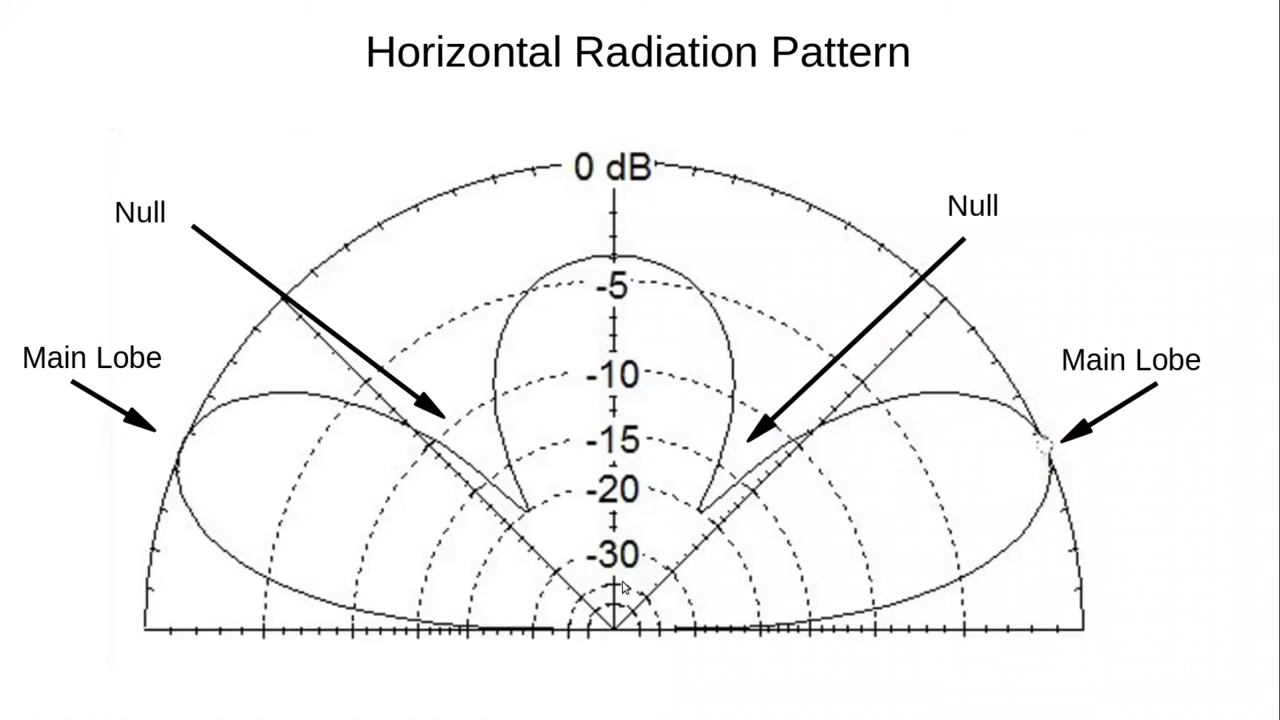 Horizontal Radiation Pattern
0 dB
Null
Null
-5
Main Lobe
Main Lobe
-10
-15
-20
-30